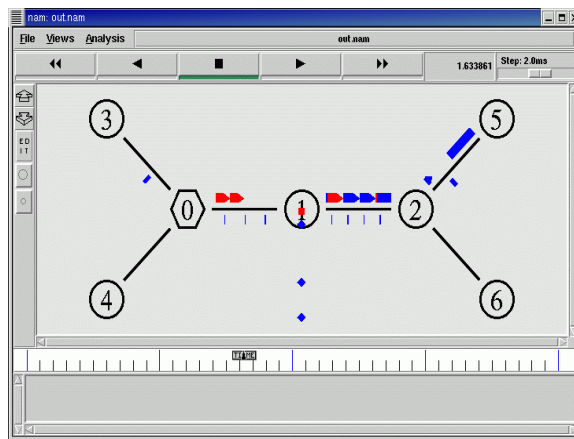 nam: out.nam
File Views Analysis out.nam
1.633861 Step: 2.0ms
ED
IT
3
5
0
1
2
4
6
TIME